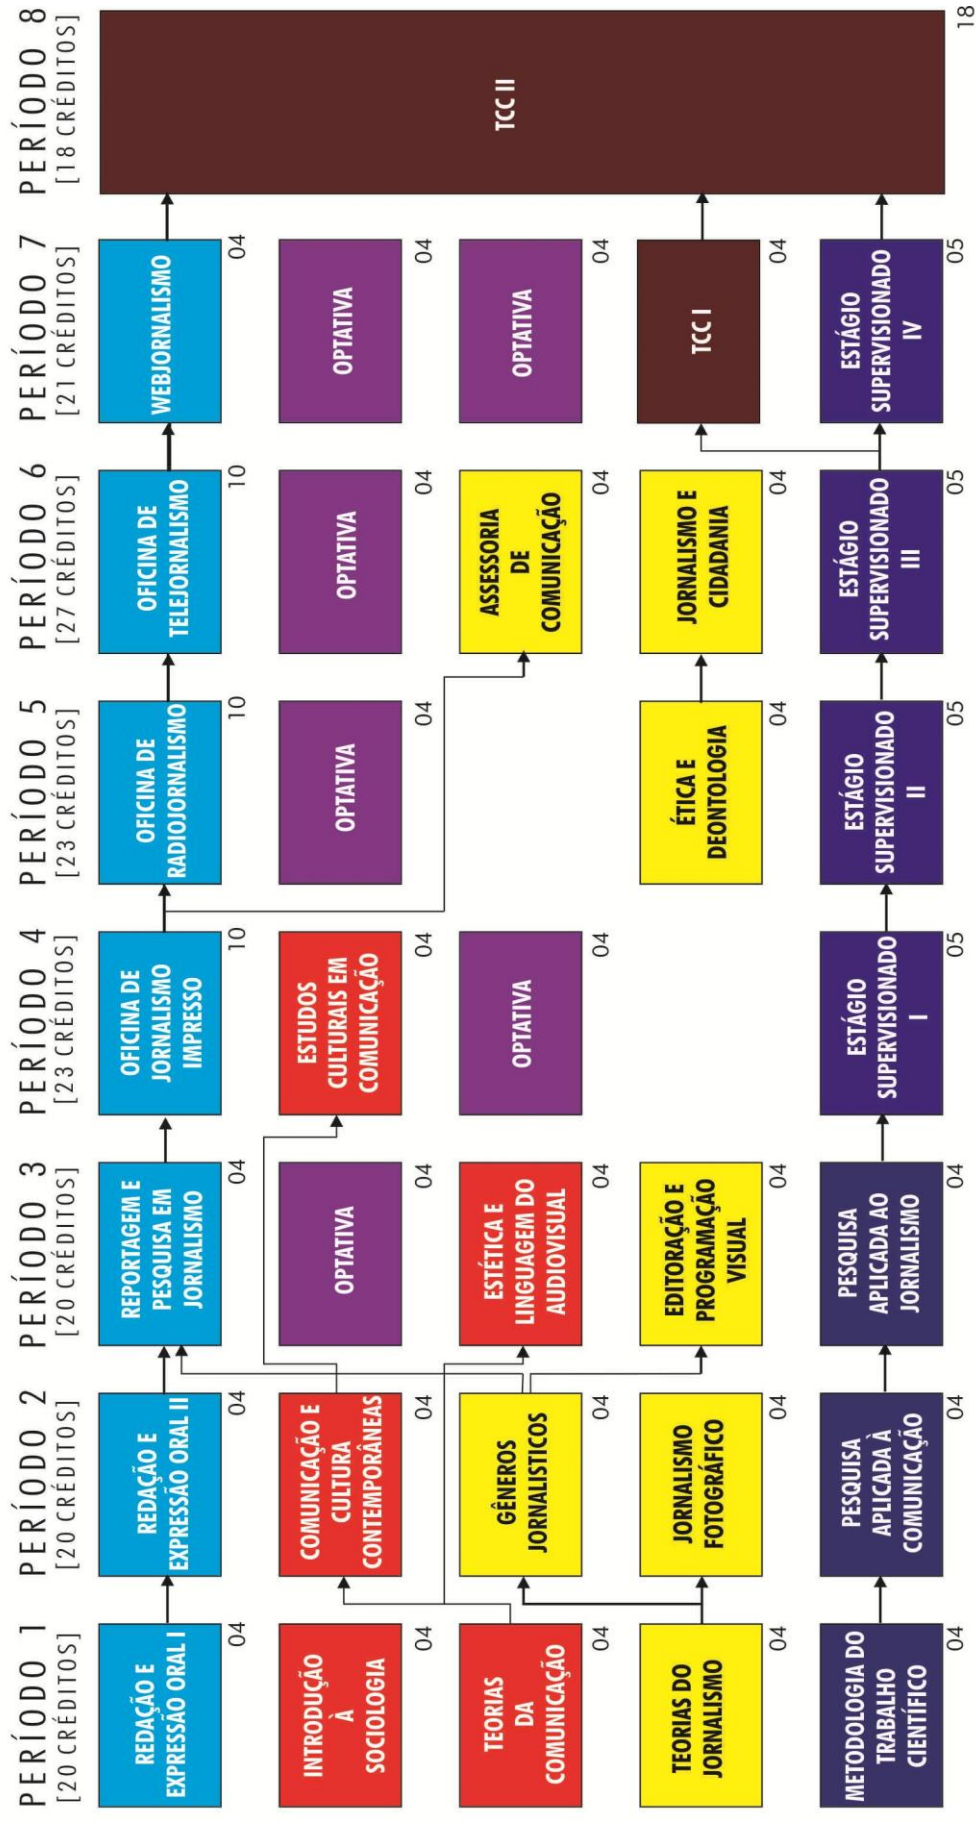 PERÍODO 1
[20 CRÉDITOS]
REDAÇÃO E
EXPRESSÃO ORAL I
04
INTRODUÇÃO
À
SOCIOLOGIA
04
TEORIAS
DA
COMUNICAÇÃO
04
TEORIAS DO
JORNALISMO
04
METODOLOGIA DO
TRABALHO
CIENTÍFICO
04
PERÍODO 2
[20 CRÉDITOS]
REDAÇÃO E
EXPRESSÃO ORAL II
04
COMUNICAÇÃO E
CULTURA
CONTEMPORÂNEAS
04
GÊNEROS
JORNALISTICOS
04
JORNALISMO
FOTOGRÁFICO
04
PESQUISA
APLICADA À
COMUNICAÇÃO
04
PERÍODO 3
[20 CRÉDITOS]
REPORTAGEM E
PESQUISA EM
JORNALISMO
04
OPTATIVA
04
ESTÉTICA E
LINGUAGEM DO
AUDIOVISUAL
04
EDITORAÇÃO E
PROGRAMAÇÃO
VISUAL
04
PESQUISA
APLICADA AO
JORNALISMO
04
PERÍODO 4
[23 CRÉDITOS]
OFICINA DE
JORNALISMO
IMPRESSO
10
ESTUDOS
CULTURAIS EM
COMUNICAÇÃO
04
OPTATIVA
04
ESTÁGIO
SUPERVISIONADO
I
05
PERÍODO 5
[23 CRÉDITOS]
OFICINA DE
RADIOJORNALISMO
10
OPTATIVA
04
ÉTICA E
DEONTOLOGIA
04
ESTÁGIO
SUPERVISIONADO
II
05
PERÍODO 6
[27 CRÉDITOS]
OFICINA DE
TELEJORNALISMO
10
OPTATIVA
04
ASSESSORIA
DE
COMUNICAÇÃO
04
JORNALISMO E
CIDADANIA
04
ESTÁGIO
SUPERVISIONADO
III
05
PERÍODO 7
[21 CRÉDITOS]
WEBJORNALISMO
04
OPTATIVA
04
OPTATIVA
04
TCC I
04
ESTÁGIO
SUPERVISIONADO
IV
05
PERÍODO 8
[18 CRÉDITOS]
TCC II
18